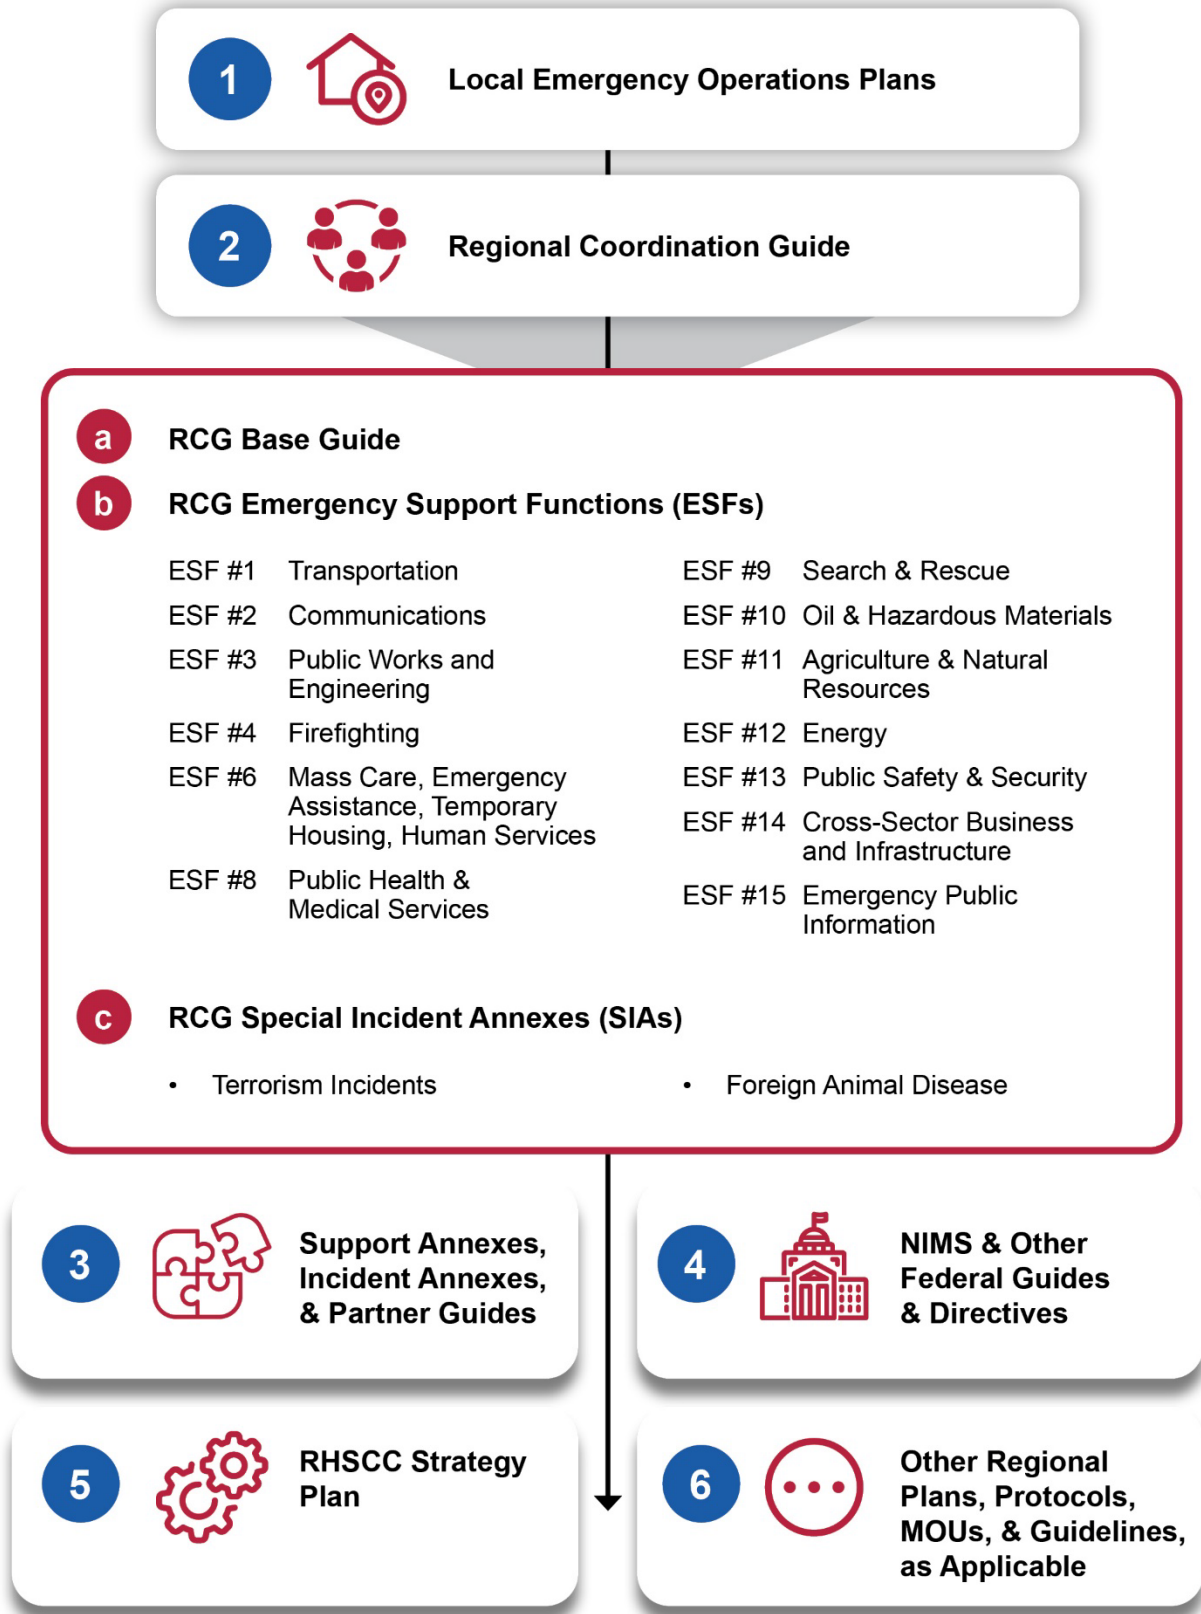 1
Local Emergency Operations Plans
2
Regional Coordination Guide
a
RCG Base Guide
b
RCG Emergency Support Functions (ESFs)
ESF #1 Transportation
ESF #2 Communications
ESF #3 Public Works and
Engineering
ESF #4 Firefighting
ESF #6 Mass Care, Emergency
Assistance, Temporary
Housing, Human Services
ESF #8 Public Health &
Medical Services
ESF #9 Search & Rescue
ESF #10 Oil & Hazardous Materials
ESF #11 Agriculture & Natural
Resources
ESF #12 Energy
ESF #13 Public Safety & Security
ESF #14 Cross-Sector Business
and Infrastructure
ESF #15 Emergency Public
Information
c
RCG Special Incident Annexes (SIAs)
• Terrorism Incidents
• Foreign Animal Disease
3
Support Annexes,
Incident Annexes,
& Partner Guides
4
NIMS & Other
Federal Guides
& Directives
5
RHSCC Strategy
Plan
6
Other Regional
Plans, Protocols,
MOUs, & Guidelines,
as Applicable